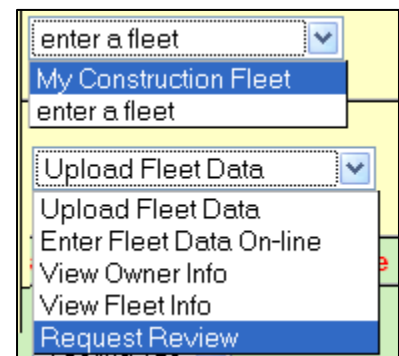 enter a fleet
My Construction Fleet
enter a fleet
Upload Fleet Data
Upload Fleet Data
Enter Fleet Data On-line
View Owner Info
View Fleet Info
Request Review